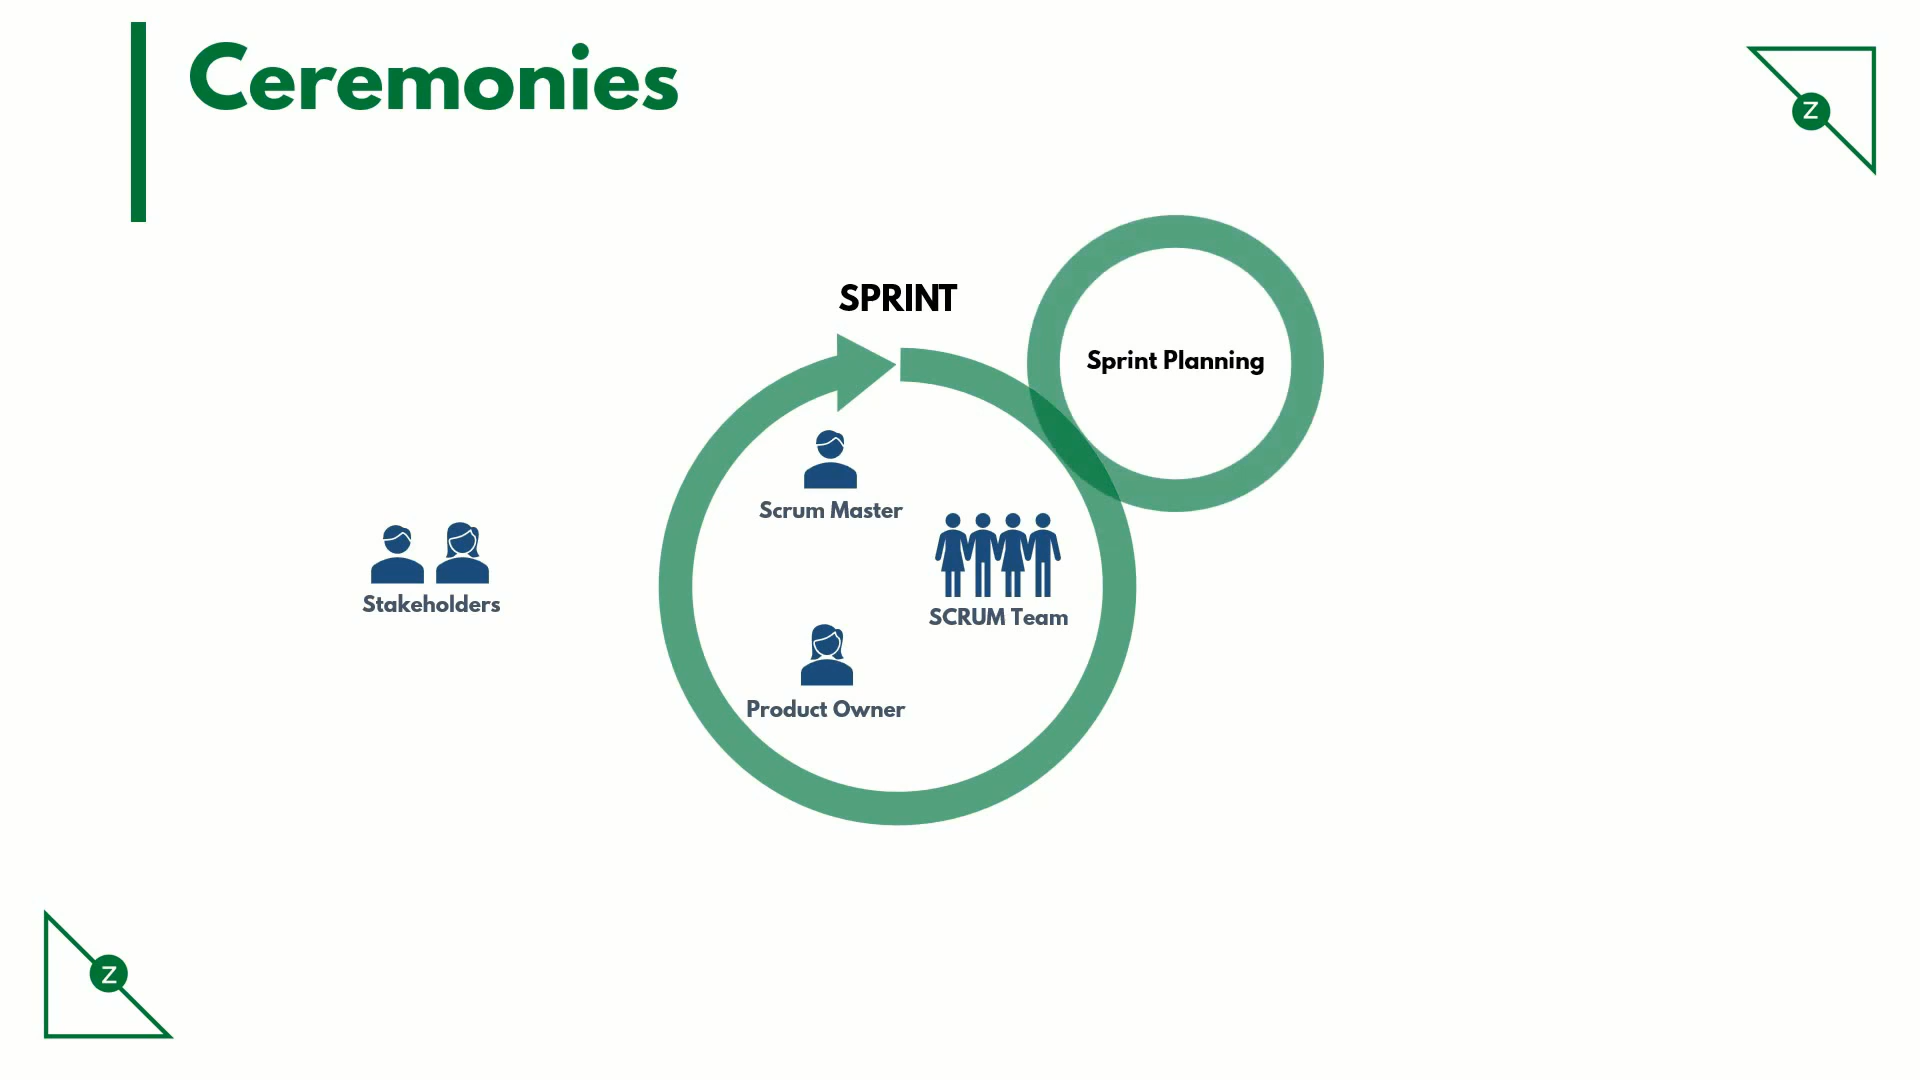 Ceremonies
Z
SPRINT
Sprint Planning
Scrum Master
Stakeholders
SCRUM Team
Product Owner
Z